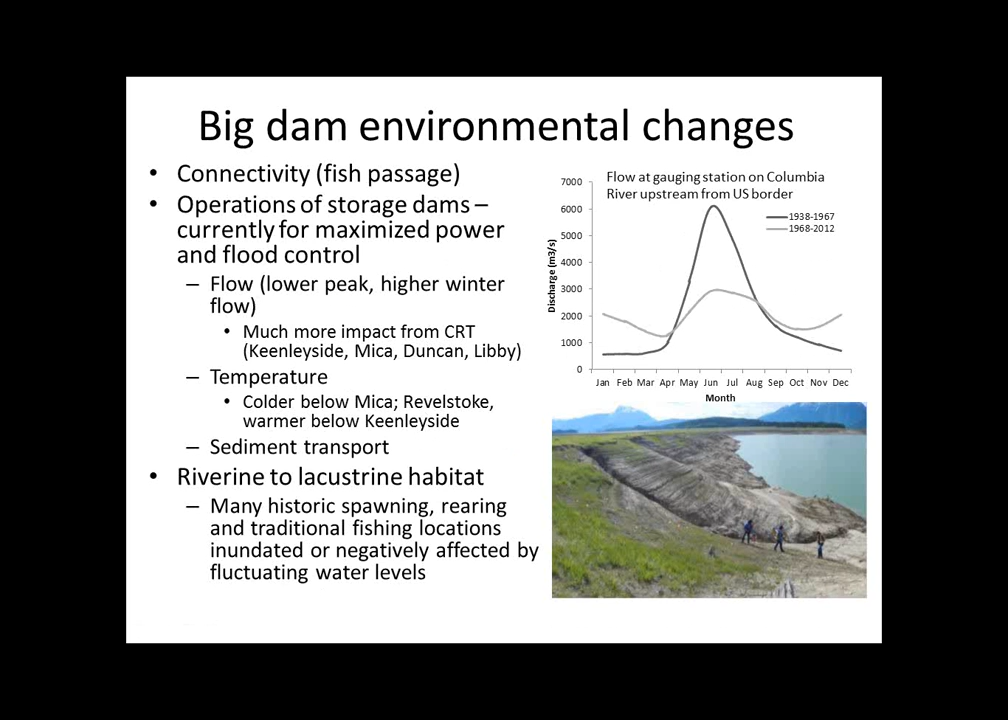 Big dam environmental changes
• Connectivity (fish passage)
• Operations of storage dams –
currently for maximized power
and flood control
– Flow (lower peak, higher winter
flow)
• Much more impact from CRT
(Keenleyside, Mica, Duncan, Libby)
– Temperature
• Colder below Mica; Revelstoke,
warmer below Keenleyside
– Sediment transport
• Riverine to lacustrine habitat
– Many historic spawning, rearing
and traditional fishing locations
inundated or negatively affected by
fluctuating water levels
Flow at gauging station on Columbia
River upstream from US border
1938-1967
1968-2012
Discharge (m3/s)
7000
6000
5000
4000
3000
2000
1000
0
Jan Feb Mar Apr May Jun Jul Aug Sep Oct Nov Dec
Month